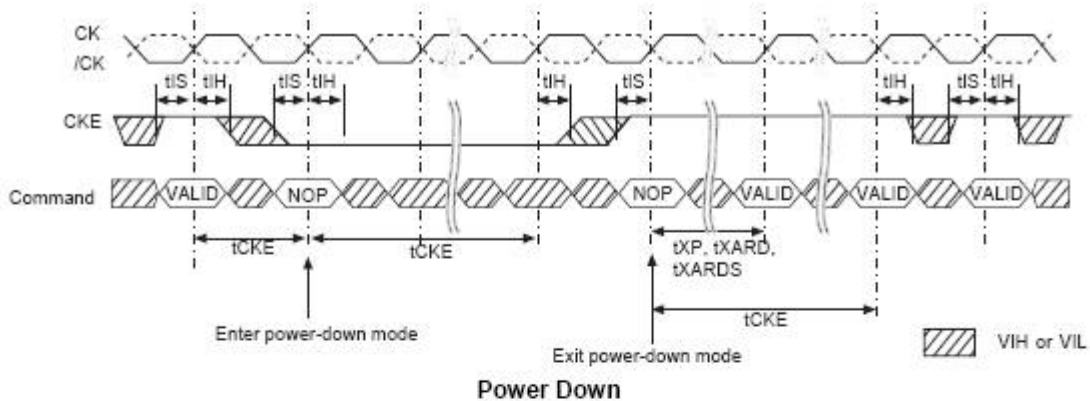 CK
/CK
tIS tIH tIS tIH tIH tIS tIH tIS tIH
CKE
Command VALID NOP NOP VALID VALID VALID
tCKE tCKE tXP, tXARD,
tXARDS
tCKE
Enter power-down mode
Exit power-down mode
VIH or VIL
Power Down